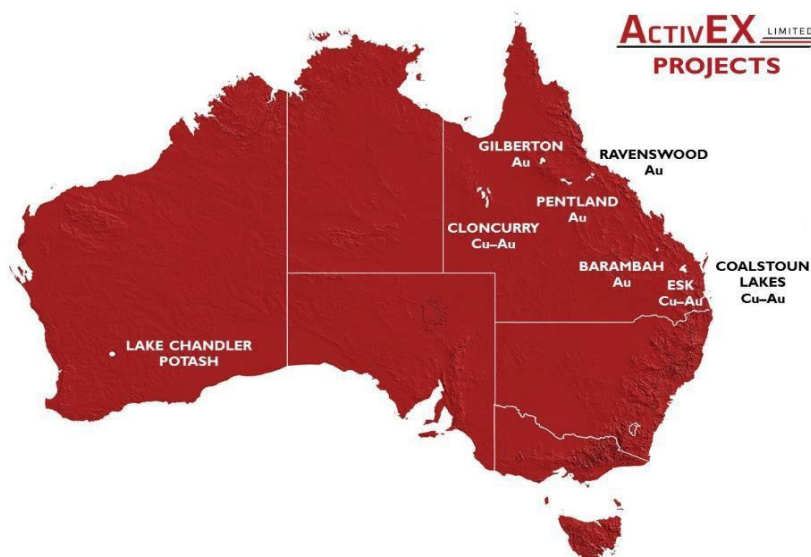 ACTIVEX LIMITED
PROJECTS
GILBERTON
Au
RAVENSWOOD
Au
PENTLAND
Au
CLONCURRY
Cu–Au
BARAMBAH
Au
ESK
Cu–Au
COALSTOUN
LAKES
Cu–Au
LAKE CHANDLER
POTASH